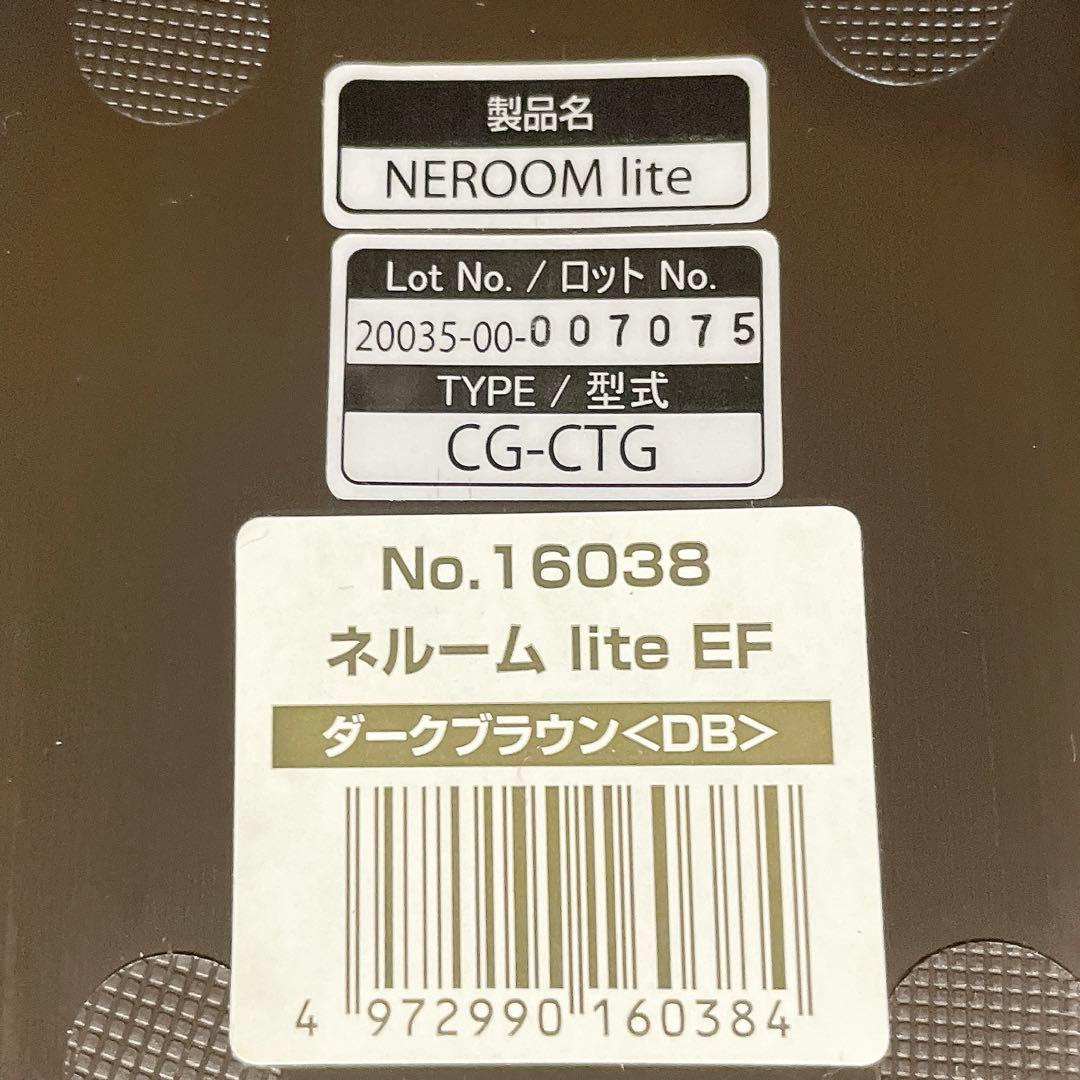 製品名
NEROOM lite
Lot No. / ロット No.
20035-00-007075
TYPE / 型式
CG-CTG
No.16038
ネルーム lite EF
ダークブラウン<DB>
4 972990 160384